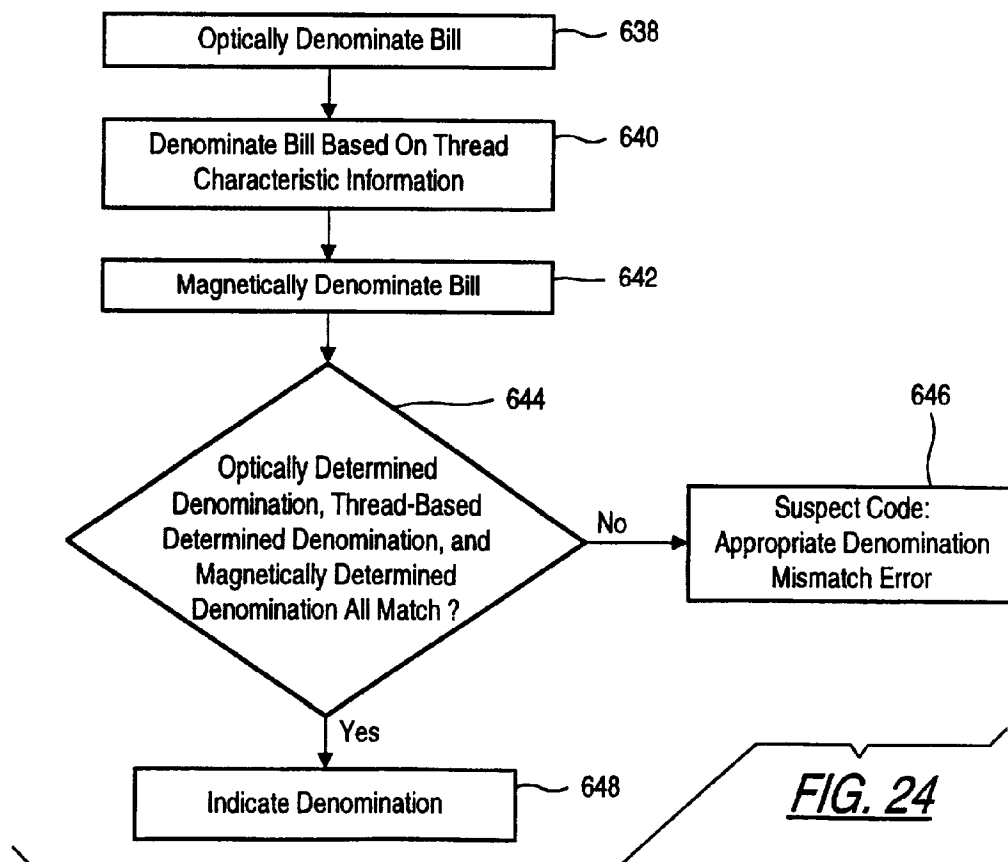 Optically Denominate Bill
638
Denominate Bill Based On Thread
Characteristic Information
640
Magnetically Denominate Bill
642
644
Optically Determined
Denomination, Thread-Based
Determined Denomination, and
Magnetically Determined
Denomination All Match ?
No
646
Suspect Code:
Appropriate Denomination
Mismatch Error
Yes
Indicate Denomination
648
FIG. 24